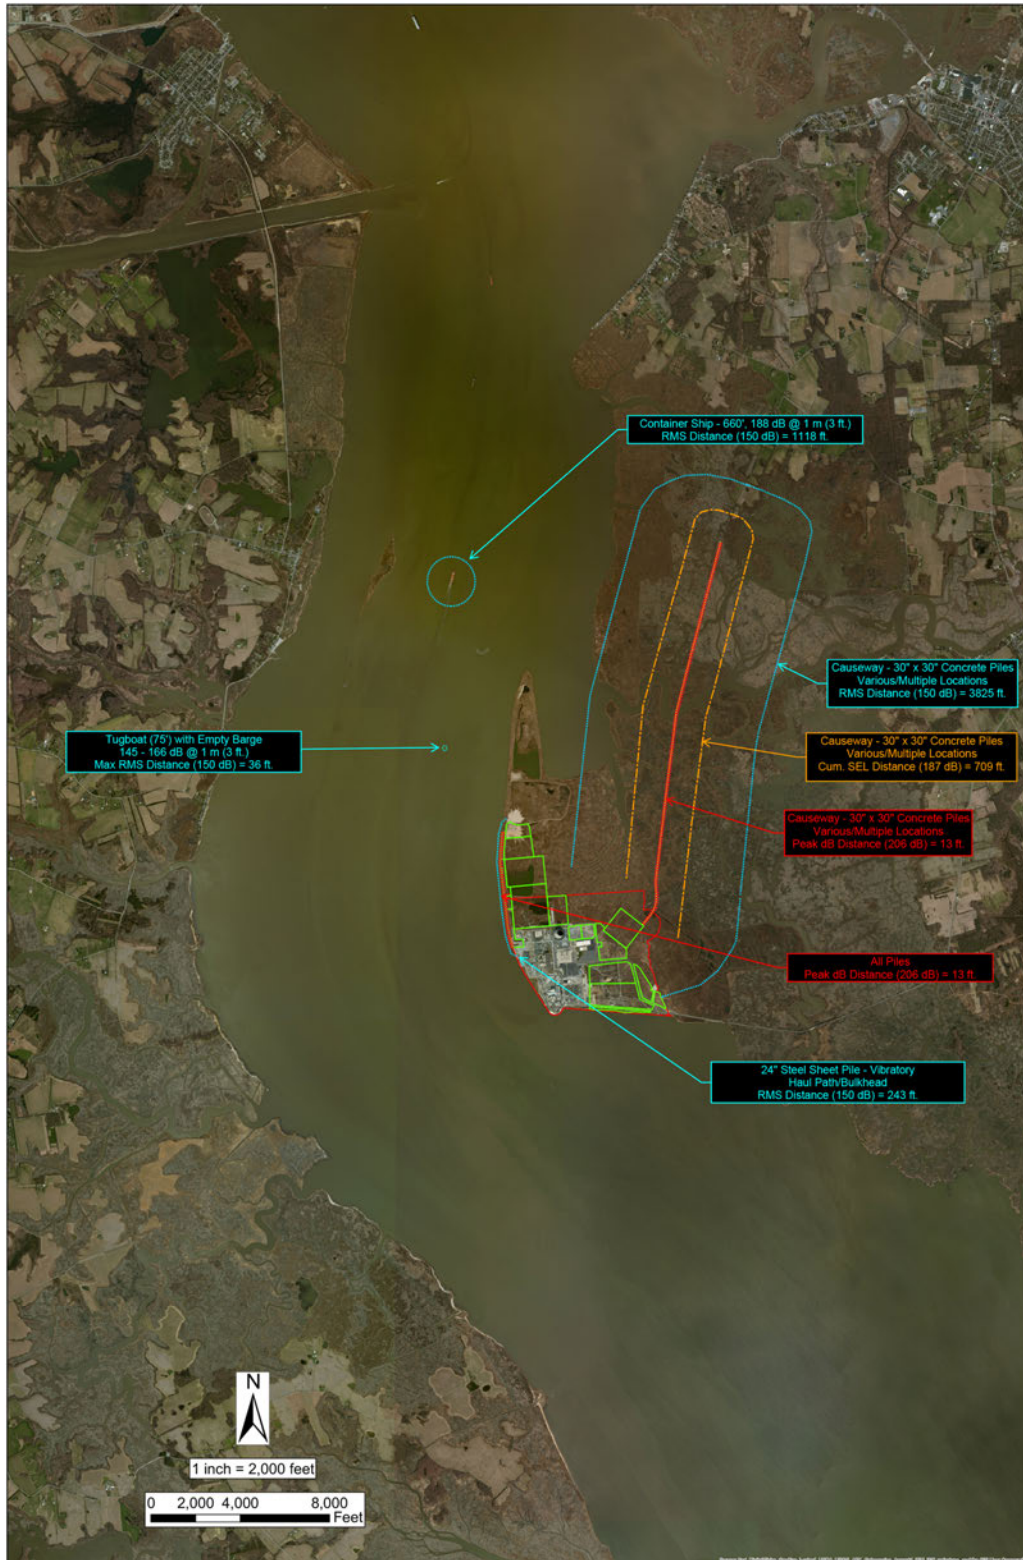 Container Ship - 660', 188 dB @ 1 m (3 ft.)
RMS Distance (150 dB) = 1118 ft.
Causeway - 30" x 30" Concrete Piles
Various/Multiple Locations
RMS Distance (150 dB) = 3825 ft.
Tugboat (75') with Empty Barge
145 - 166 dB @ 1 m (3 ft.)
Max RMS Distance (150 dB) = 36 ft.
Causeway - 30" x 30" Concrete Piles
Various/Multiple Locations
Cum. SEL Distance (187 dB) = 709 ft.
Causeway - 30" x 30" Concrete Piles
Various/Multiple Locations
Peak dB Distance (206 dB) = 13 ft.
All Piles
Peak dB Distance (206 dB) = 13 ft.
24" Steel Sheet Pile - Vibratory
Haul Path/Bulkhead
RMS Distance (150 dB) = 243 ft.
N
1 inch = 2,000 feet
0 2,000 4,000 8,000
Feet